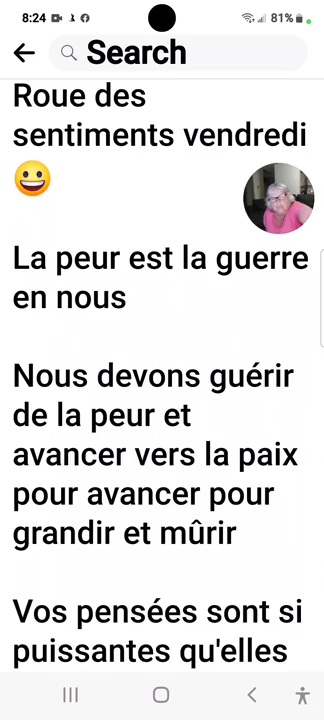 8:24
81%
Search
Roue des
sentiments vendredi
😀
La peur est la guerre
en nous
Nous devons guérir
de la peur et
avancer vers la paix
pour avancer pour
grandir et mûrir
Vos pensées sont si
puissantes qu'elles